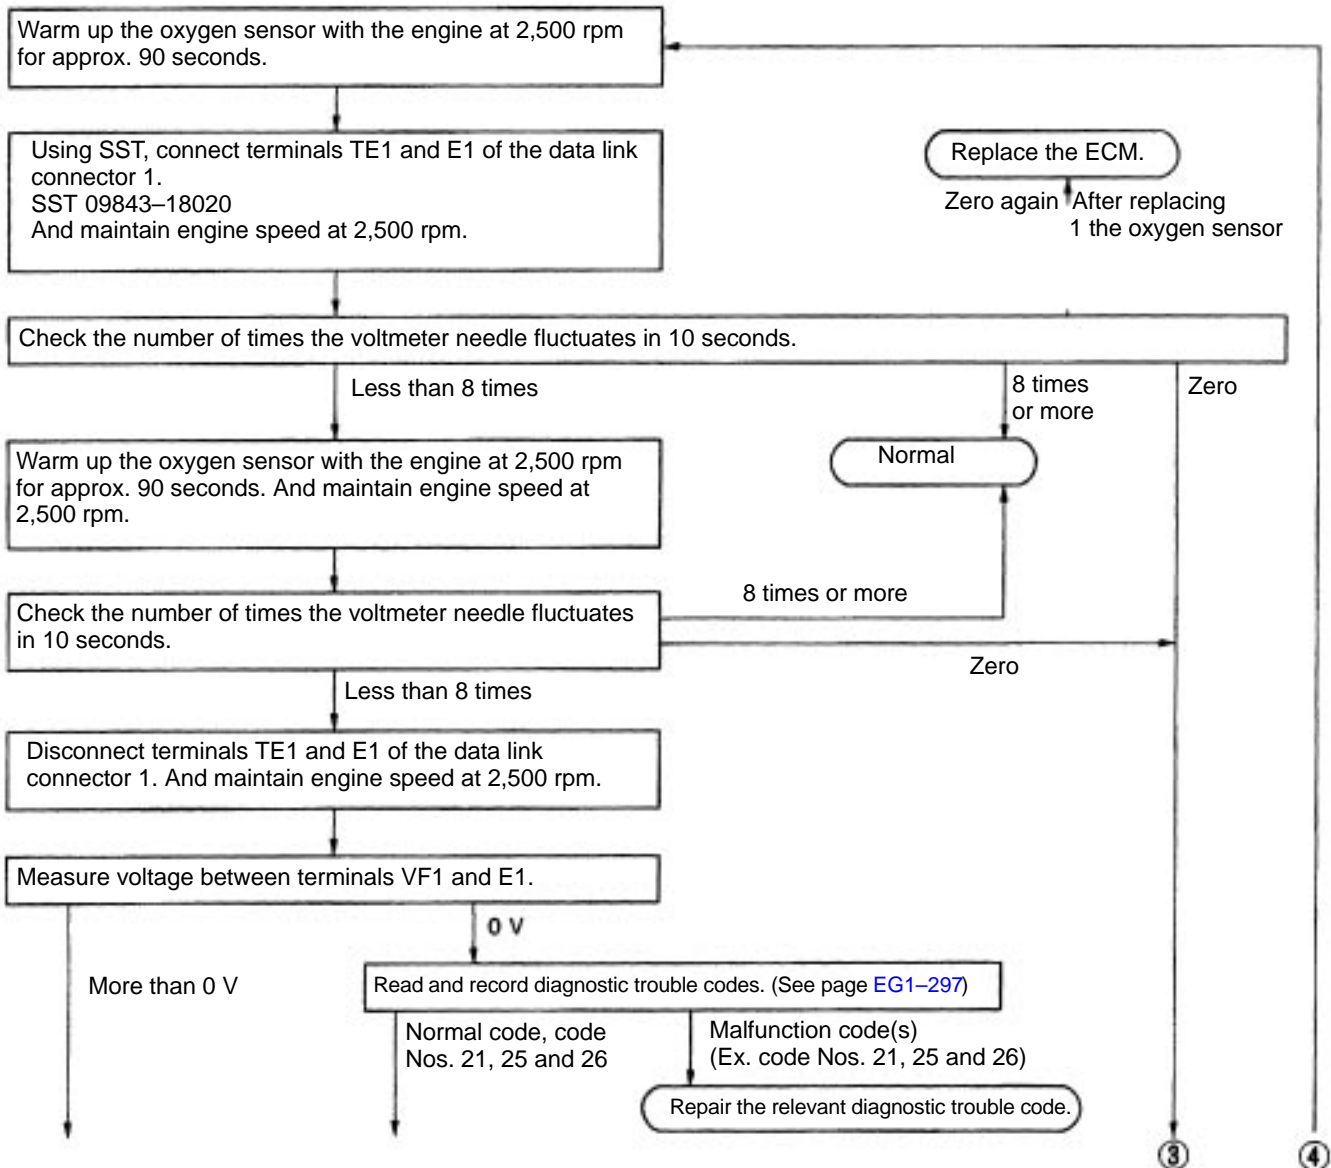 Warm up the oxygen sensor with the engine at 2,500 rpm
for approx. 90 seconds.
Using SST, connect terminals TE1 and E1 of the data link
connector 1.
SST 09843–18020
And maintain engine speed at 2,500 rpm.
Replace the ECM.
Zero again
After replacing
1 the oxygen sensor
Check the number of times the voltmeter needle fluctuates in 10 seconds.
Less than 8 times
8 times
or more
Zero
Warm up the oxygen sensor with the engine at 2,500 rpm
for approx. 90 seconds. And maintain engine speed at
2,500 rpm.
Normal
Check the number of times the voltmeter needle fluctuates
in 10 seconds.
8 times or more
Zero
Less than 8 times
Disconnect terminals TE1 and E1 of the data link
connector 1. And maintain engine speed at 2,500 rpm.
Measure voltage between terminals VF1 and E1.
0 V
More than 0 V
Read and record diagnostic trouble codes. (See page EG1–297)
Normal code, code
Nos. 21, 25 and 26
Malfunction code(s)
(Ex. code Nos. 21, 25 and 26)
Repair the relevant diagnostic trouble code.
③
④